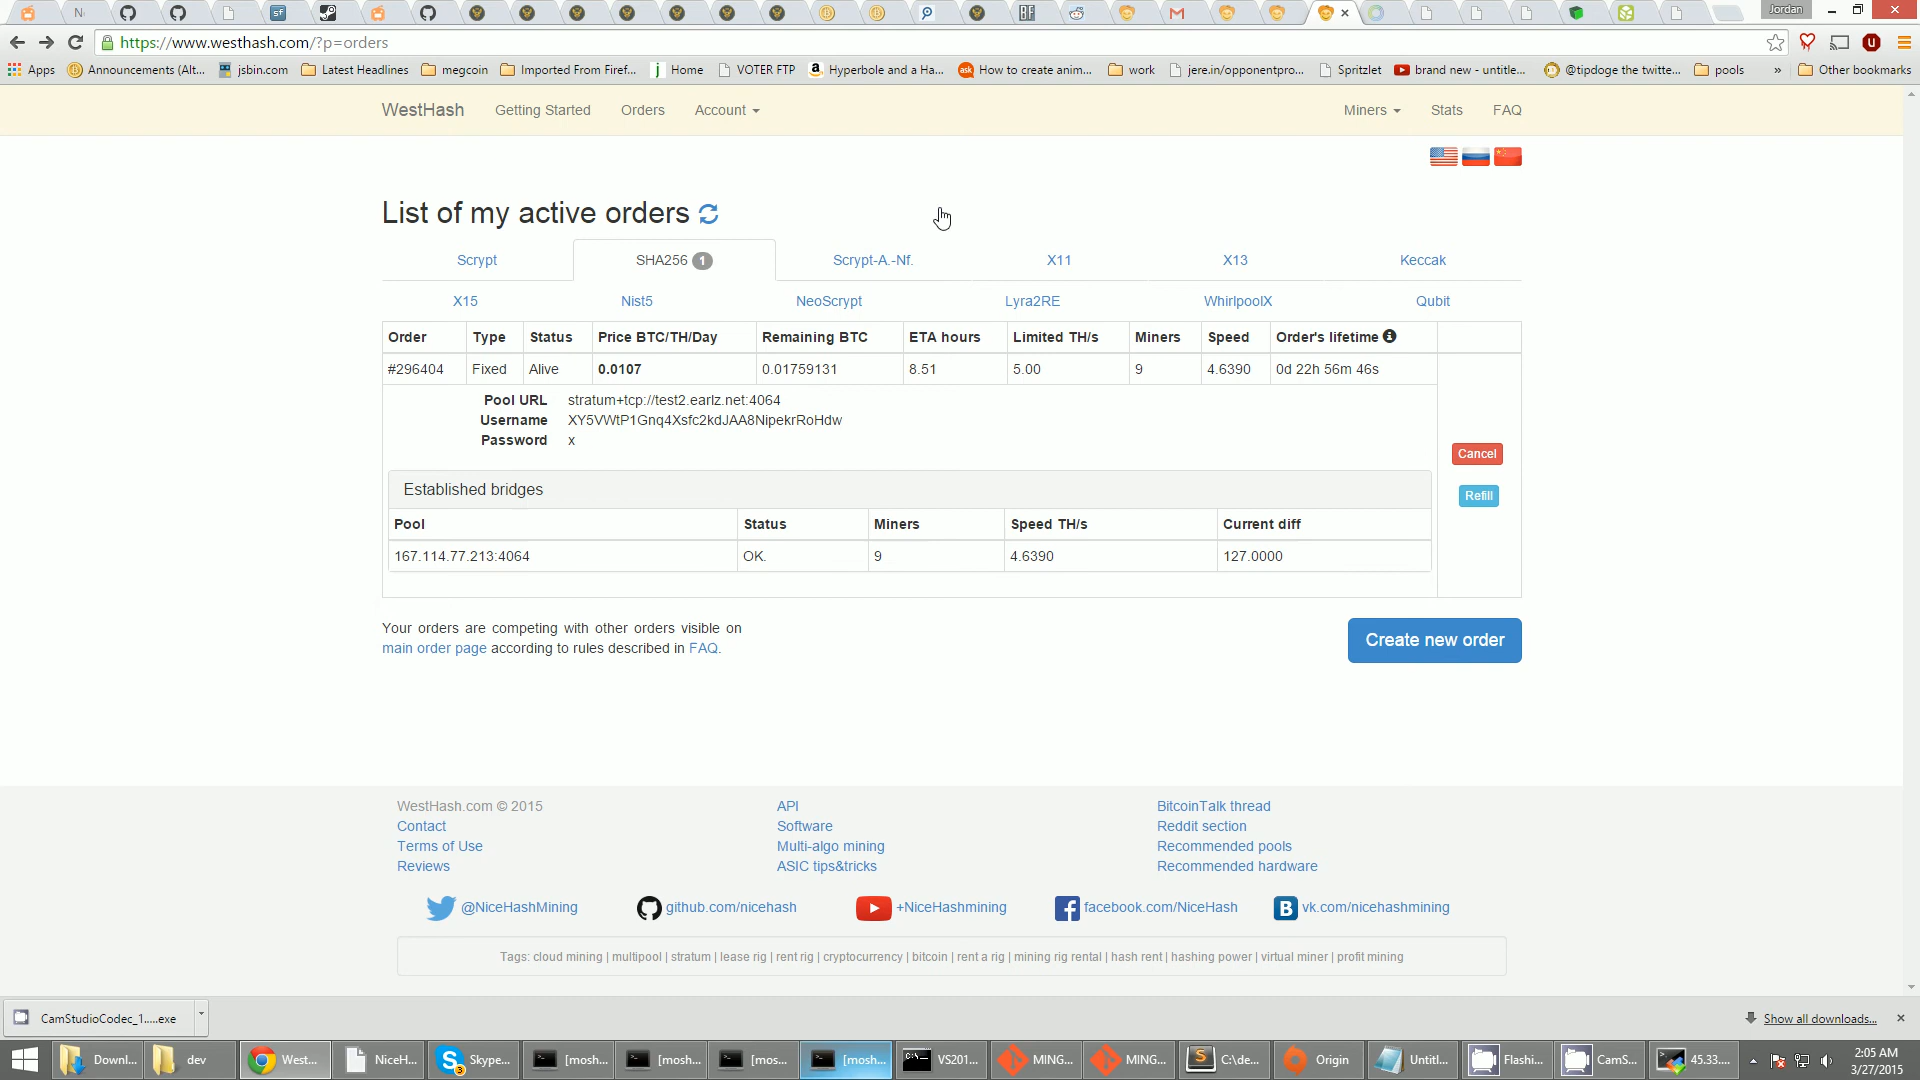 Jordan
https://www.westhash.com/?p=orders
Apps Announcements (Alt... jsbin.com Latest Headlines megcoin Imported From Firef... Home VOTER FTP Hyperbole and a Ha... How to create anim... work jere.in/opponentpro... Spritzlet brand new - untitle... @tipdoge the twitte... pools » Other bookmarks
WestHash Getting Started Orders Account Miners Stats FAQ
List of my active orders
Scrypt SHA256 1 Scrypt-A.-Nf. X11 X13 Keccak
X15 Nist5 NeoScrypt Lyra2RE WhirlpoolX Qubit
Order Type Status Price BTC/TH/Day Remaining BTC ETA hours Limited TH/s Miners Speed Order's lifetime
#296404 Fixed Alive 0.0107 0.01759131 8.51 5.00 9 4.6390 0d 22h 56m 46s
Pool URL stratum+tcp://test2.earlz.net:4064
Username XY5VWtP1Gnq4Xsfc2kdJAA8NipekrRoHdw
Password x
Cancel
Refill
Established bridges
Pool Status Miners Speed TH/s Current diff
167.114.77.213:4064 OK. 9 4.6390 127.0000
Your orders are competing with other orders visible on
main order page according to rules described in FAQ.
Create new order
WestHash.com © 2015 API BitcoinTalk thread
Contact Software Reddit section
Terms of Use Multi-algo mining Recommended pools
Reviews ASIC tips&tricks Recommended hardware
@NiceHashMining github.com/nicehash +NiceHashmining facebook.com/NiceHash vk.com/nicehashmining
Tags: cloud mining | multipool | stratum | lease rig | rent rig | cryptocurrency | bitcoin | rent a rig | mining rig rental | hash rent | hashing power | virtual miner | profit mining
CamStudioCodec_1.....exe Show all downloads...
Downl... dev West... NiceH... Skype... [mosh... [mosh... [mos... [mosh... VS201... MING... MING... C:\de... Origin Untitl... Flashi... CamS... 45.33....
2:05 AM
3/27/2015